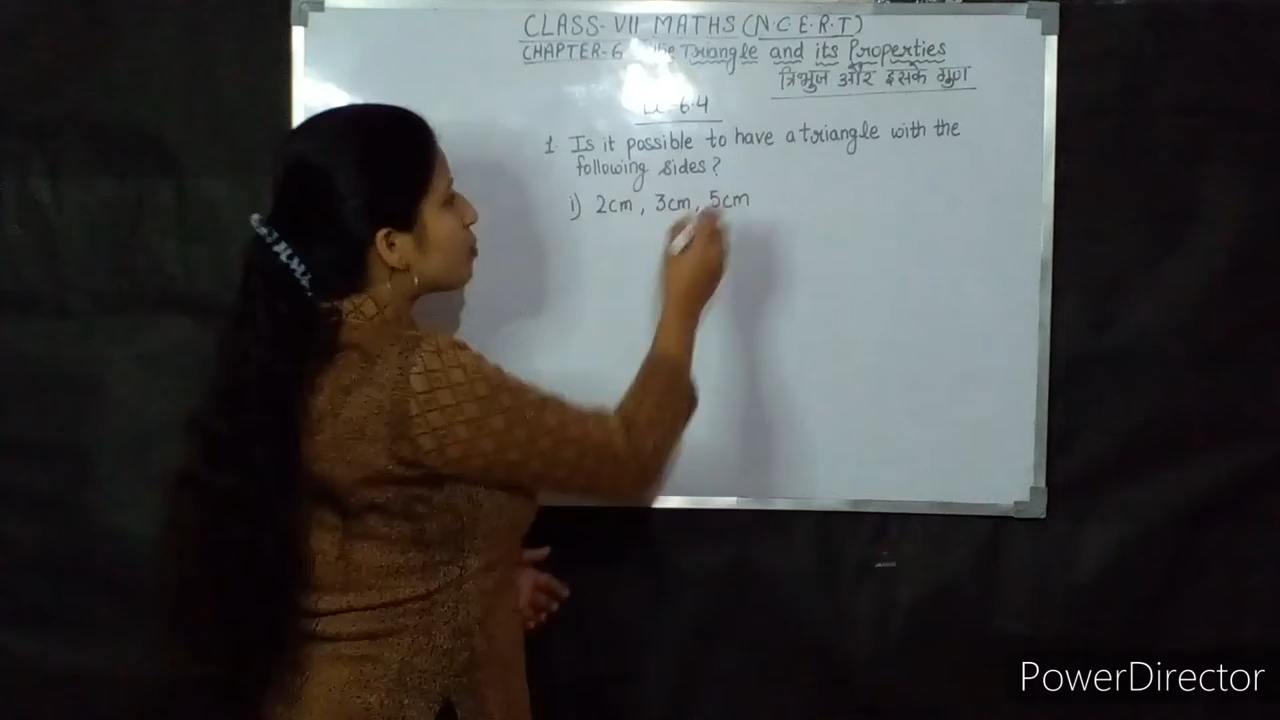 CLASS-VII MATHS (N.C.E.R.T)
CHAPTER-6 The Triangle and its Properties
त्रिभुज और इसके गुण
6.4
1. Is it possible to have a triangle with the
following sides?
i) 2cm, 3cm, 5cm
PowerDirector